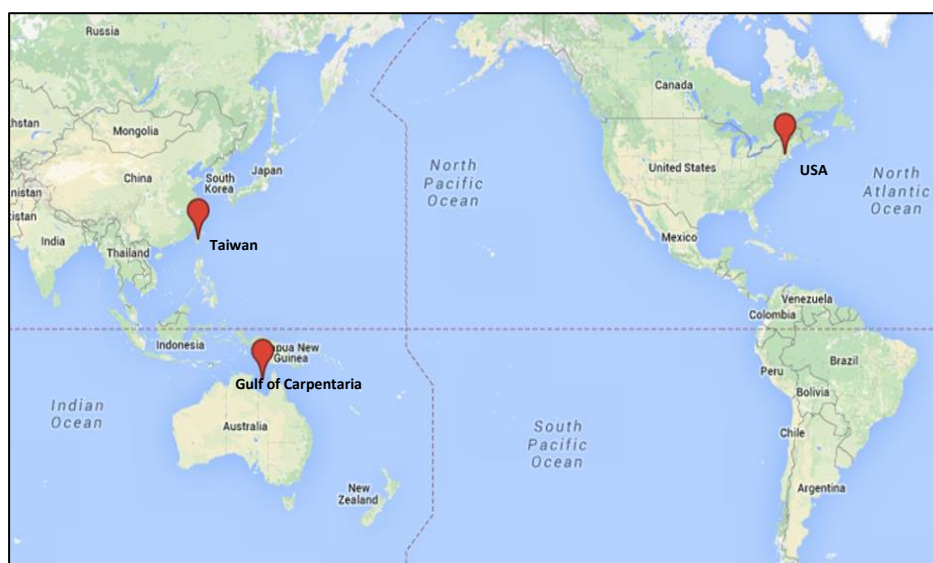 Russia
Canada
Mongolia
hstan
nistan
kistan
China
South
Korea
Japan
North
Pacific
Ocean
United States
USA
North
Atlantic
Ocean
India
Taiwan
Thailand
Mexico
Venezuela
Colombia
Indonesia
apua New
Guinea
Gulf of Carpentaria
Peru
Brazil
Bolivia
Indian
Ocean
Australia
South
Pacific
Ocean
Chile
New
Zealand
Argentina